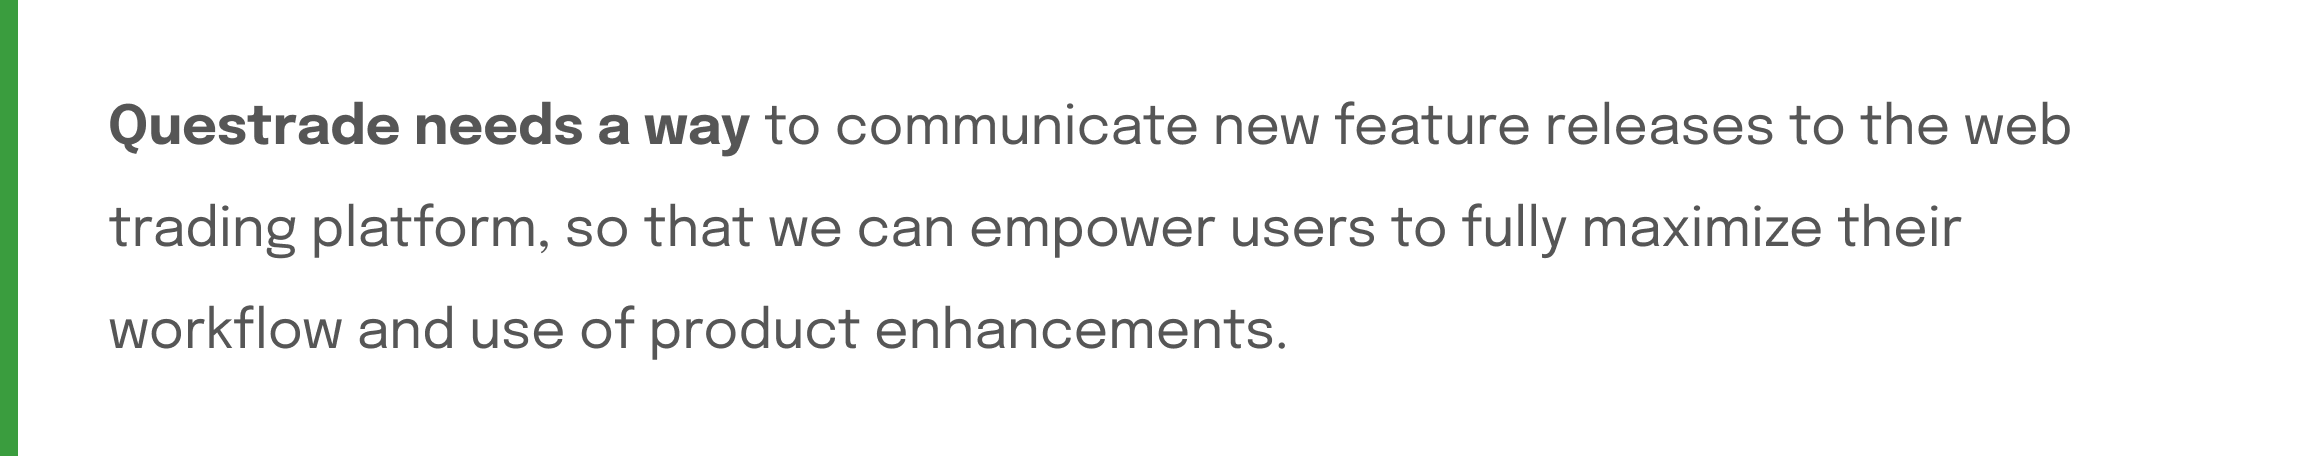 Questrade needs a way to communicate new feature releases to the web
trading platform, so that we can empower users to fully maximize their
workflow and use of product enhancements.